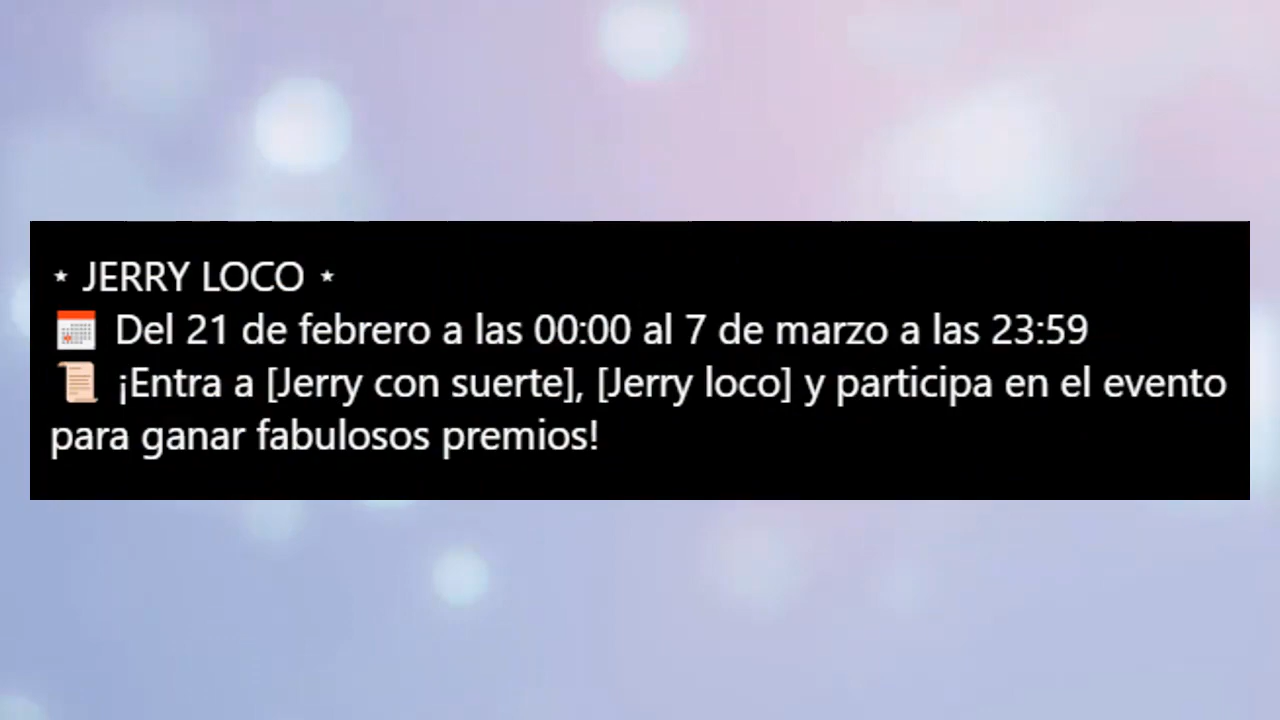 ⋆ JERRY LOCO ⋆
📅 Del 21 de febrero a las 00:00 al 7 de marzo a las 23:59
📜 ¡Entra a [Jerry con suerte], [Jerry loco] y participa en el evento
para ganar fabulosos premios!